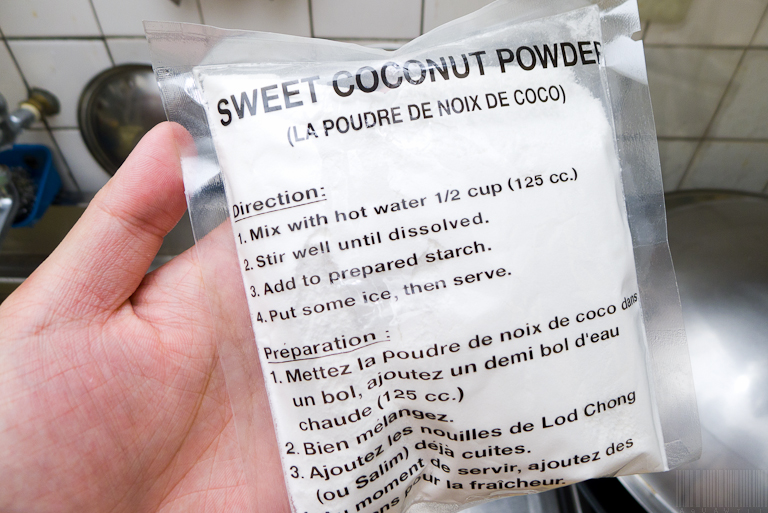 SWEET COCONUT POWDER
(LA POUDRE DE NOIX DE COCO)
Direction:
1. Mix with hot water 1/2 cup (125 cc.)
2. Stir well until dissolved.
3. Add to prepared starch.
4. Put some ice, then serve.
Préparation :
1. Mettez la poudre de noix de coco dans
un bol, ajoutez un demi bol d'eau
chaude (125 cc.)
2. Bien mélangez.
3. Ajoutez les nouilles de Lod Chong
(ou Salim) déjà cuites.
moment de servir, ajoutez des
pour la fraîcheur.